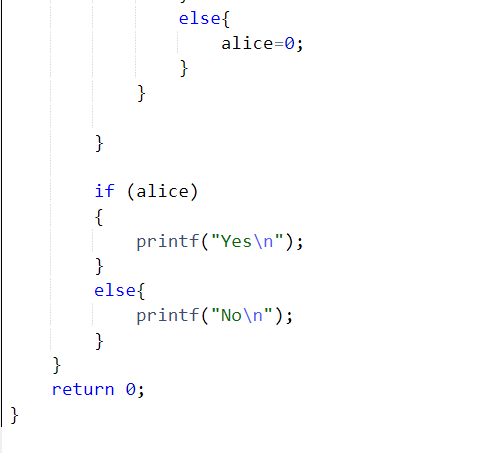 else{
alice=0;
}
}
}
if (alice)
{
printf("Yes\n");
}
else{
printf("No\n");
}
}
return 0;
}